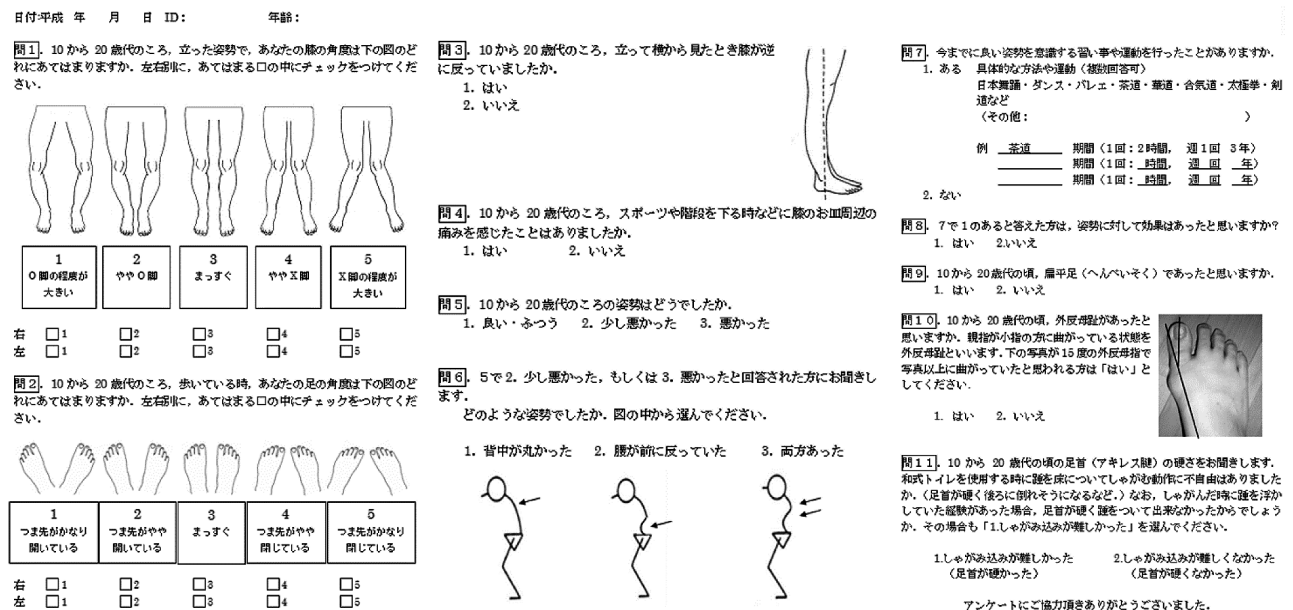 日付:平成 年 月 日 ID: 年齢:
問1. 10から 20歳代のころ, 立った姿勢で, あなたの膝の角度は下の図のど
れにあてはまりますか. 左右別に, あてはまる□の中にチェックをつけてくだ
さい.
1 2 3 4 5
O脚の程度が
大きい
ややO脚
まっすぐ
ややX脚
X脚の程度が
大きい
右 □1 □2 □3 □4 □5
左 □1 □2 □3 □4 □5
問2. 10から 20歳代のころ, 歩いている時, あなたの足の角度は下の図のど
れにあてはまりますか. 左右別に, あてはまる□の中にチェックをつけてくだ
さい.
1 2 3 4 5
つま先がかなり
開いている
つま先がやや
開いている
まっすぐ
つま先がやや
閉じている
つま先がかなり
閉じている
右 □1 □2 □3 □4 □5
左 □1 □2 □3 □4 □5
問3. 10から 20歳代のころ, 立って横から見たとき膝が逆
に反っていましたか.
1. はい
2. いいえ
問4. 10から 20歳代のころ, スポーツや階段を下る時などに膝のお皿周辺の
痛みを感じたことはありましたか.
1. はい 2. いいえ
問5. 10から 20歳代のころの姿勢はどうでしたか.
1. 良い・ふつう 2. 少し悪かった 3. 悪かった
問6. 5で2. 少し悪かった, もしくは3. 悪かったと回答された方にお聞きし
ます.
どのような姿勢でしたか. 図の中から選んでください.
1. 背中が丸かった 2. 腰が前に反っていた 3. 両方あった
問7. 今までに良い姿勢を意識する習い事や運動を行ったことがありますか.
1. ある 具体的な方法や運動(複数回答可)
日本舞踊・ダンス・バレエ・茶道・華道・合気道・太極拳・剣
道など
(その他: )
例 茶道 期間(1回:2時間, 週1回 3年)
期間(1回: 時間, 週 回 年)
期間(1回: 時間, 週 回 年)
2. ない
問8. 7で1のあると答えた方は, 姿勢に対して効果はあったと思いますか?
1. はい 2.いいえ
問9. 10から20歳代の頃, 扁平足(へんぺいそく)であったと思いますか.
1. はい 2. いいえ
問10. 10から 20歳代の頃, 外反母趾があったと
思いますか. 親指が小指の方に曲がっている状態を
外反母趾といいます. 下の写真が15度の外反母指で
写真以上に曲がっていたと思われる方は「はい」と
してください.
1. はい 2. いいえ
問11. 10 から 20 歳代の頃の足首(アキレス腱)の硬さをお聞きします.
和式トイレを使用する時に踵を床についてしゃがむ動作に不自由はありました
か. (足首が硬く後ろに倒れそうになるなど.) なお, しゃがんだ時に踵を浮か
していた経験があった場合, 足首が硬く踵をついて出来なかったからでしょう
か. その場合も「1.しゃがみ込みが難しかった」を選んでください.
1.しゃがみ込みが難しかった 2.しゃがみ込みが難しくなかった
(足首が硬かった) (足首が硬くなかった)
アンケートにご協力頂きありがとうございました.